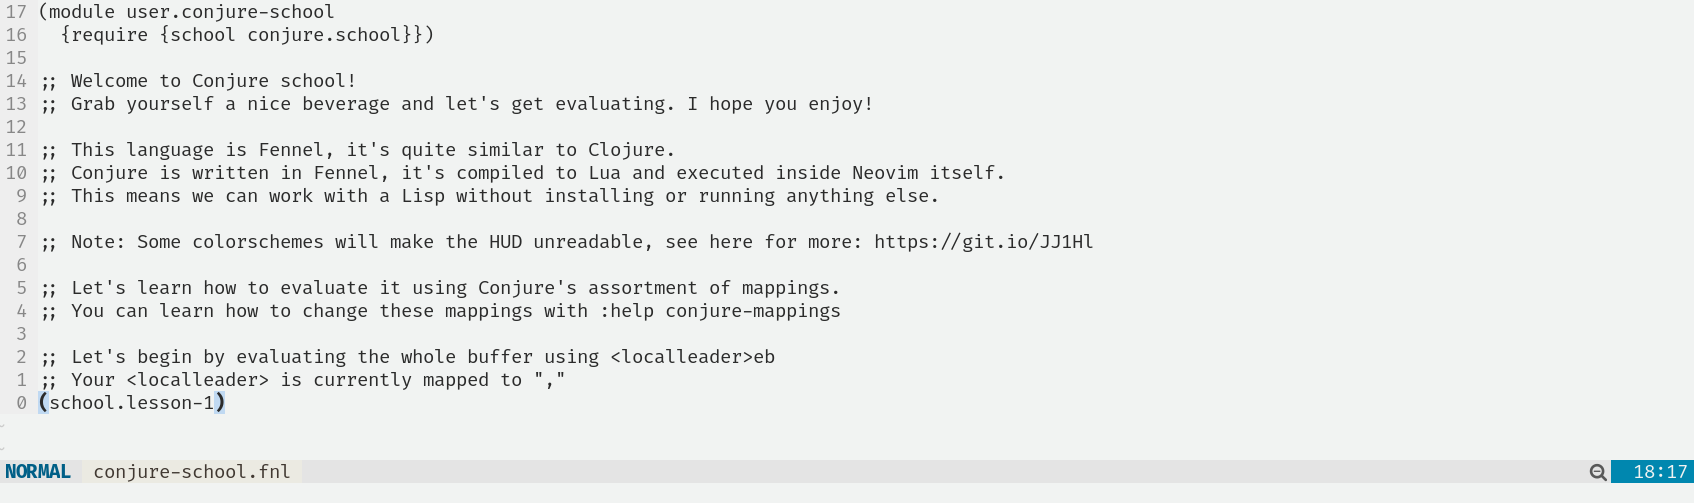 17 (module user.conjure-school
16   {require {school conjure.school}})
15
14 ;; Welcome to Conjure school!
13 ;; Grab yourself a nice beverage and let's get evaluating. I hope you enjoy!
12
11 ;; This language is Fennel, it's quite similar to Clojure.
10 ;; Conjure is written in Fennel, it's compiled to Lua and executed inside Neovim itself.
9 ;; This means we can work with a Lisp without installing or running anything else.
8
7 ;; Note: Some colorschemes will make the HUD unreadable, see here for more: https://git.io/JJ1Hl
6
5 ;; Let's learn how to evaluate it using Conjure's assortment of mappings.
4 ;; You can learn how to change these mappings with :help conjure-mappings
3
2 ;; Let's begin by evaluating the whole buffer using <localleader>eb
1 ;; Your <localleader> is currently mapped to ","
0 (school.lesson-1)
~
~
NORMAL conjure-school.fnl 18:17